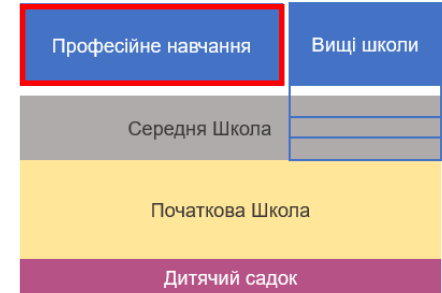 Професійне навчання
Вищі школи
Середня Школа
Початкова Школа
Дитячий садок